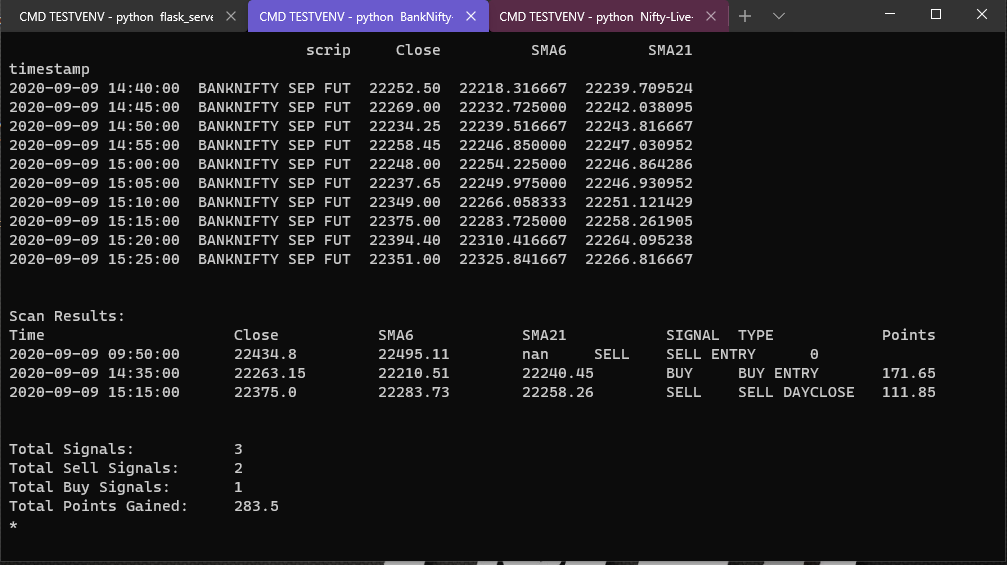 CMD TESTVENV - python  flask_serve
CMD TESTVENV - python  BankNifty-
CMD TESTVENV - python  Nifty-Live-
scrip Close SMA6 SMA21
timestamp
2020-09-09 14:40:00 BANKNIFTY SEP FUT 22252.50 22218.316667 22239.709524
2020-09-09 14:45:00 BANKNIFTY SEP FUT 22269.00 22232.725000 22242.038095
2020-09-09 14:50:00 BANKNIFTY SEP FUT 22234.25 22239.516667 22243.816667
2020-09-09 14:55:00 BANKNIFTY SEP FUT 22258.45 22246.850000 22247.030952
2020-09-09 15:00:00 BANKNIFTY SEP FUT 22248.00 22254.225000 22246.864286
2020-09-09 15:05:00 BANKNIFTY SEP FUT 22237.65 22249.975000 22246.930952
2020-09-09 15:10:00 BANKNIFTY SEP FUT 22349.00 22266.058333 22251.121429
2020-09-09 15:15:00 BANKNIFTY SEP FUT 22375.00 22283.725000 22258.261905
2020-09-09 15:20:00 BANKNIFTY SEP FUT 22394.40 22310.416667 22264.095238
2020-09-09 15:25:00 BANKNIFTY SEP FUT 22351.00 22325.841667 22266.816667
Scan Results:
Time Close SMA6 SMA21 SIGNAL TYPE Points
2020-09-09 09:50:00 22434.8 22495.11 nan SELL SELL ENTRY 0
2020-09-09 14:35:00 22263.15 22210.51 22240.45 BUY BUY ENTRY 171.65
2020-09-09 15:15:00 22375.0 22283.73 22258.26 SELL SELL DAYCLOSE 111.85
Total Signals: 3
Total Sell Signals: 2
Total Buy Signals: 1
Total Points Gained: 283.5
*